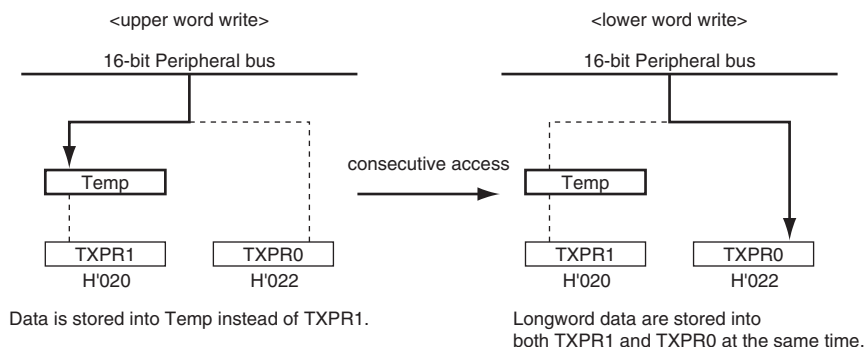 <upper word write>
16-bit Peripheral bus
Temp
TXPR1
TXPR0
H'020
H'022
Data is stored into Temp instead of TXPR1.
consecutive access
<lower word write>
16-bit Peripheral bus
Temp
TXPR1
TXPR0
H'020
H'022
Longword data are stored into
both TXPR1 and TXPR0 at the same time.